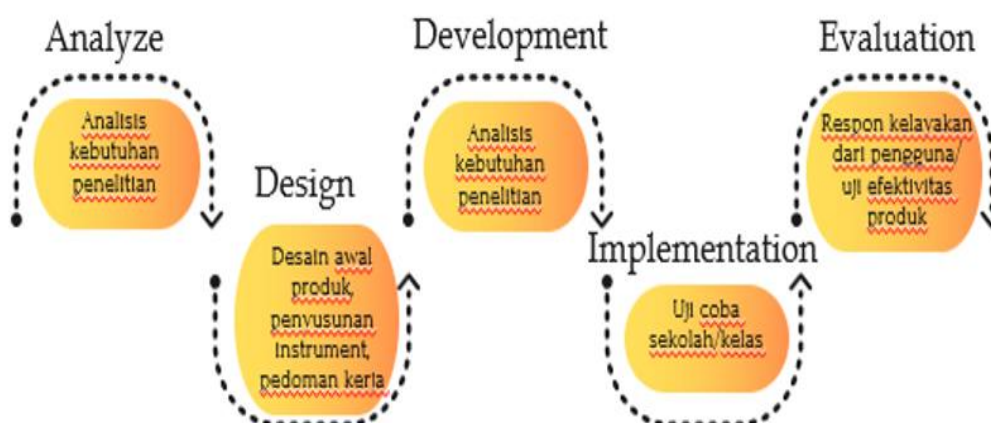 Analyze
Analisis
kebutuhan
penelitian
Design
Desain awal
produk,
penyusunan
instrument,
pedoman kerja
Development
Analisis
kebutuhan
penelitian
Implementation
Uji coba
sekolah/kelas
Evaluation
Respon kelayakan
dari pengguna/
uji efektivitas
produk